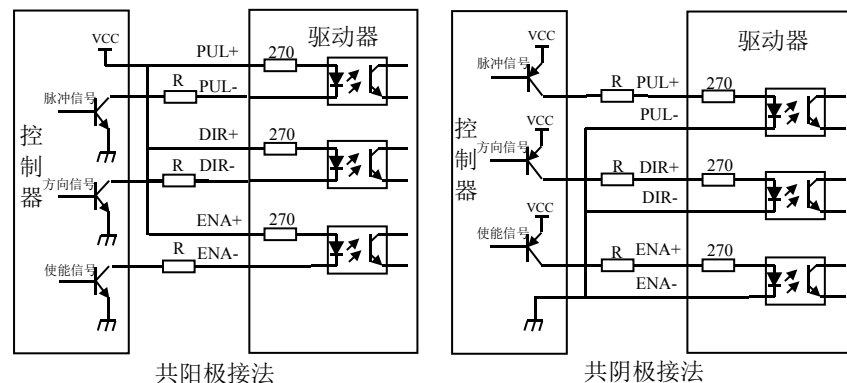 VCC
PUL+
270
驱动器
脉冲信号
R
PUL-
DIR+
270
控制器
方向信号
R
DIR-
ENA+
270
R
ENA-
使能信号
共阳极接法
VCC
驱动器
脉冲信号
R
PUL+
270
PUL-
控制器
VCC
方向信号
R
DIR+
270
DIR-
VCC
使能信号
R
ENA+
270
ENA-
共阴极接法